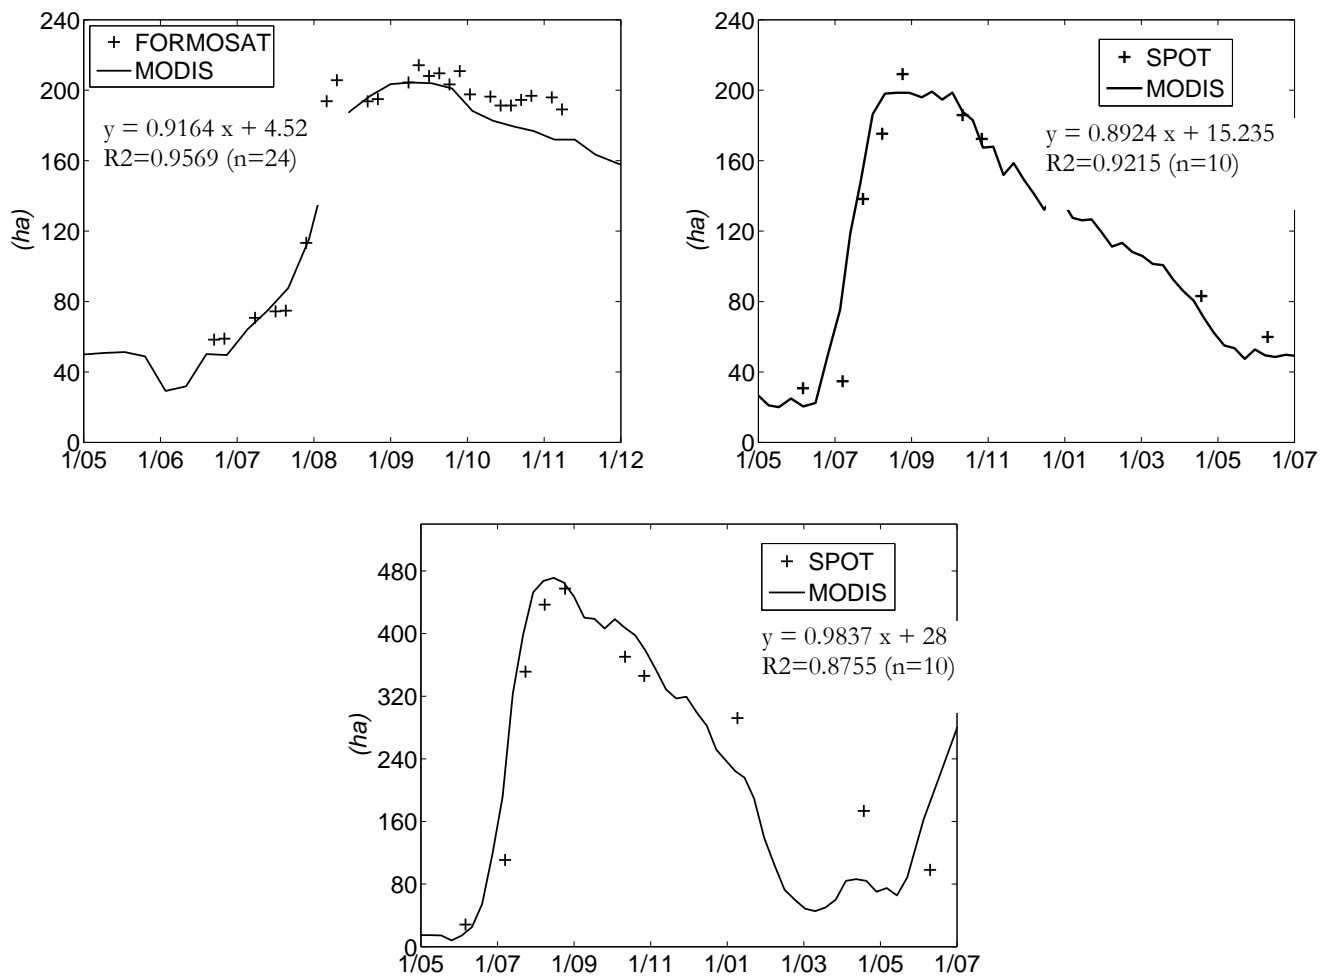 240
200
160
120
80
40
0
(ha)
FORMOSAT
MODIS
y = 0.9164 x + 4.52
R2=0.9569 (n=24)
1/05 1/06 1/07 1/08 1/09 1/10 1/11 1/12
240
200
160
120
80
40
0
(ha)
SPOT
MODIS
y = 0.8924 x + 15.235
R2=0.9215 (n=10)
1/05 1/07 1/09 1/11 1/01 1/03 1/05 1/07
480
400
320
240
160
80
0
(ha)
SPOT
MODIS
y = 0.9837 x + 28
R2=0.8755 (n=10)
1/05 1/07 1/09 1/11 1/01 1/03 1/05 1/07